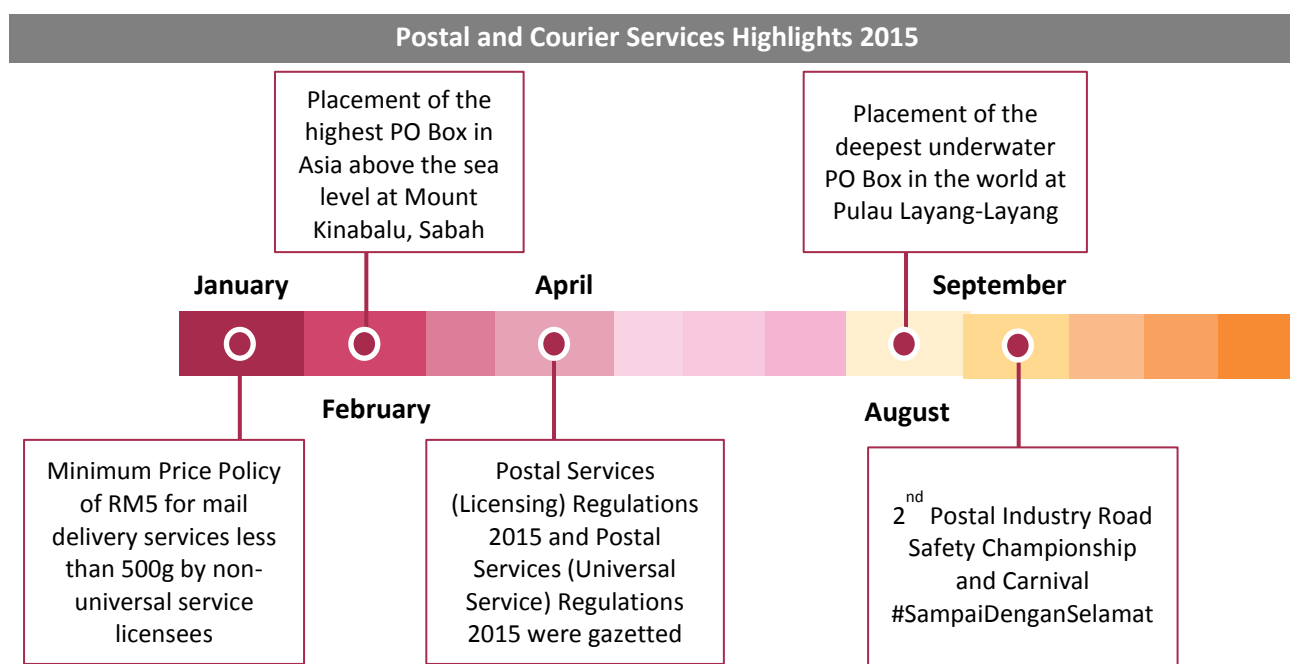 Postal and Courier Services Highlights 2015
Placement of the
highest PO Box in
Asia above the sea
level at Mount
Kinabalu, Sabah
Placement of the
deepest underwater
PO Box in the world at
Pulau Layang-Layang
January
April
September
February
August
Minimum Price Policy
of RM5 for mail
delivery services less
than 500g by non-
universal service
licensees
Postal Services
(Licensing) Regulations
2015 and Postal
Services (Universal
Service) Regulations
2015 were gazetted
2nd Postal Industry Road
Safety Championship
and Carnival
#SampaiDenganSelamat